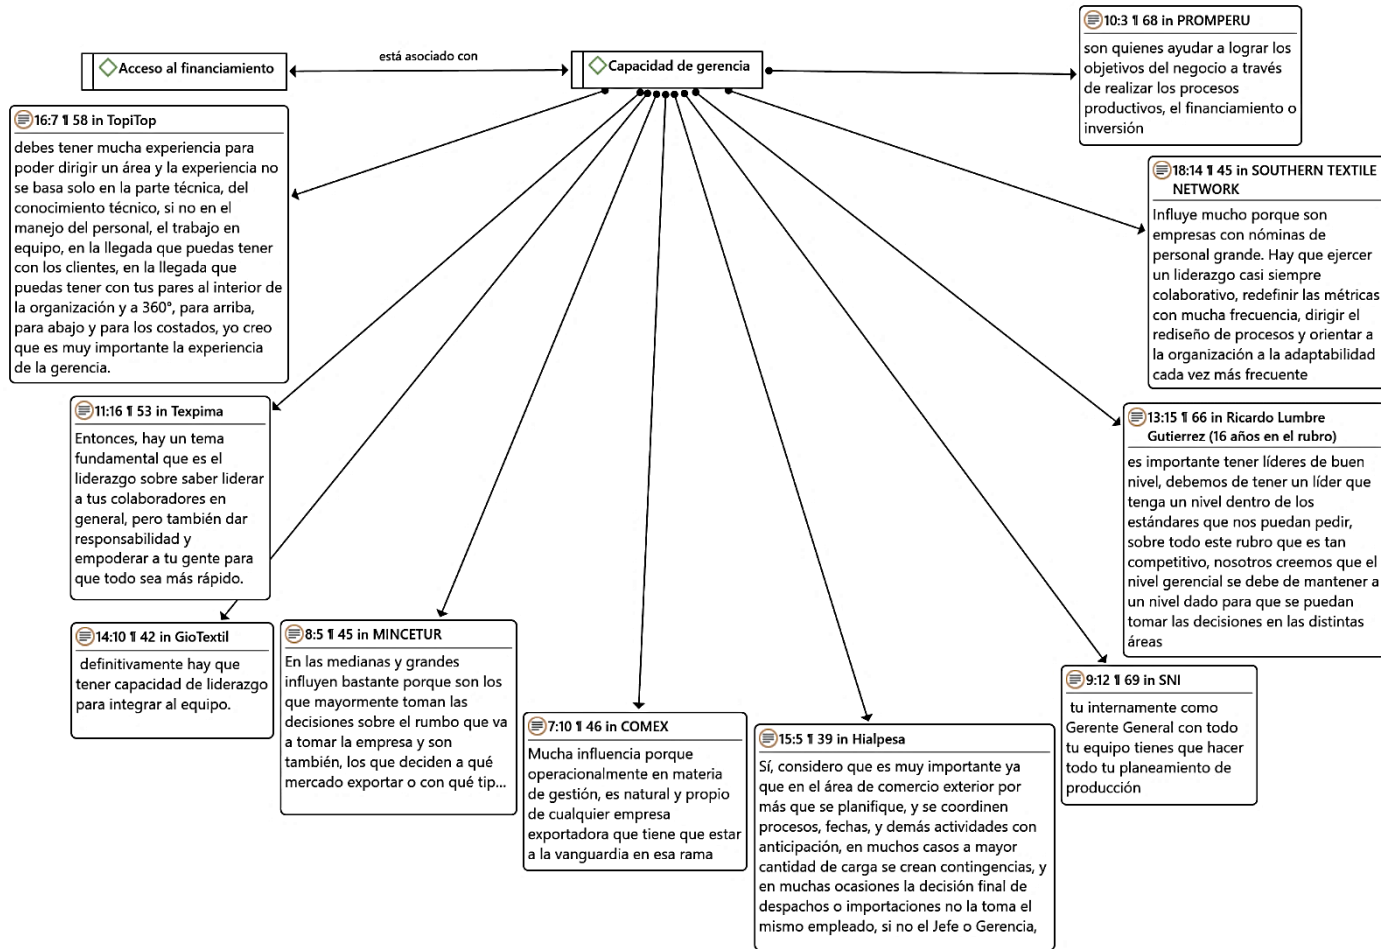 Acceso al financiamiento
está asociado con
Capacidad de gerencia
10:3 ¶ 68 in PROMPERU
son quienes ayudar a lograr los
objetivos del negocio a través
de realizar los procesos
productivos, el financiamiento o
inversión
16:7 ¶ 58 in TopiTop
debes tener mucha experiencia para
poder dirigir un área y la experiencia no
se basa solo en la parte técnica, del
conocimiento técnico, si no en el
manejo del personal, el trabajo en
equipo, en la llegada que puedas tener
con los clientes, en la llegada que
puedas tener con tus pares al interior de
la organización y a 360°, para arriba,
para abajo y para los costados, yo creo
que es muy importante la experiencia
de la gerencia.
18:14 ¶ 45 in SOUTHERN TEXTILE
NETWORK
Influye mucho porque son
empresas con nóminas de
personal grande. Hay que ejercer
un liderazgo casi siempre
colaborativo, redefinir las métricas
con mucha frecuencia, dirigir el
rediseño de procesos y orientar a
la organización a la adaptabilidad
cada vez más frecuente
11:16 ¶ 53 in Texpima
Entonces, hay un tema
fundamental que es el
liderazgo sobre saber liderar
a tus colaboradores en
general, pero también dar
responsabilidad y
empoderar a tu gente para
que todo sea más rápido.
13:15 ¶ 66 in Ricardo Lumbre
Gutierrez (16 años en el rubro)
es importante tener líderes de buen
nivel, debemos de tener un líder que
tenga un nivel dentro de los
estándares que nos puedan pedir,
sobre todo este rubro que es tan
competitivo, nosotros creemos que el
nivel gerencial se debe de mantener a
un nivel dado para que se puedan
tomar las decisiones en las distintas
áreas
14:10 ¶ 42 in GioTextil
definitivamente hay que
tener capacidad de liderazgo
para integrar al equipo.
8:5 ¶ 45 in MINCETUR
En las medianas y grandes
influyen bastante porque son los
que mayormente toman las
decisiones sobre el rumbo que va
a tomar la empresa y son
también, los que deciden a qué
mercado exportar o con qué tip...
7:10 ¶ 46 in COMEX
Mucha influencia porque
operacionalmente en materia
de gestión, es natural y propio
de cualquier empresa
exportadora que tiene que estar
a la vanguardia en esa rama
15:5 ¶ 39 in Hialpesa
Sí, considero que es muy importante ya
que en el área de comercio exterior por
más que se planifique, y se coordinen
procesos, fechas, y demás actividades con
anticipación, en muchos casos a mayor
cantidad de carga se crean contingencias, y
en muchas ocasiones la decisión final de
despachos o importaciones no la toma el
mismo empleado, si no el Jefe o Gerencia,
9:12 ¶ 69 in SNI
tu internamente como
Gerente General con todo
tu equipo tienes que hacer
todo tu planeamiento de
producción